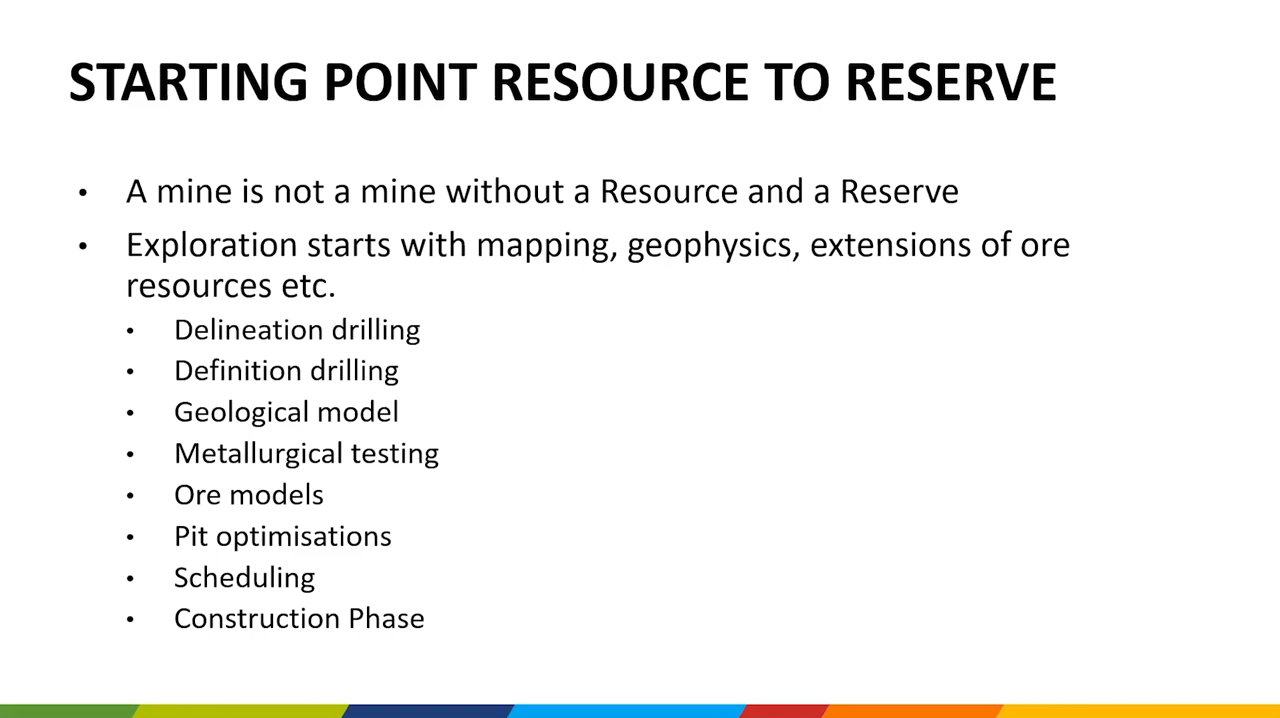 STARTING POINT RESOURCE TO RESERVE
• A mine is not a mine without a Resource and a Reserve
• Exploration starts with mapping, geophysics, extensions of ore
resources etc.
• Delineation drilling
• Definition drilling
• Geological model
• Metallurgical testing
• Ore models
• Pit optimisations
• Scheduling
• Construction Phase